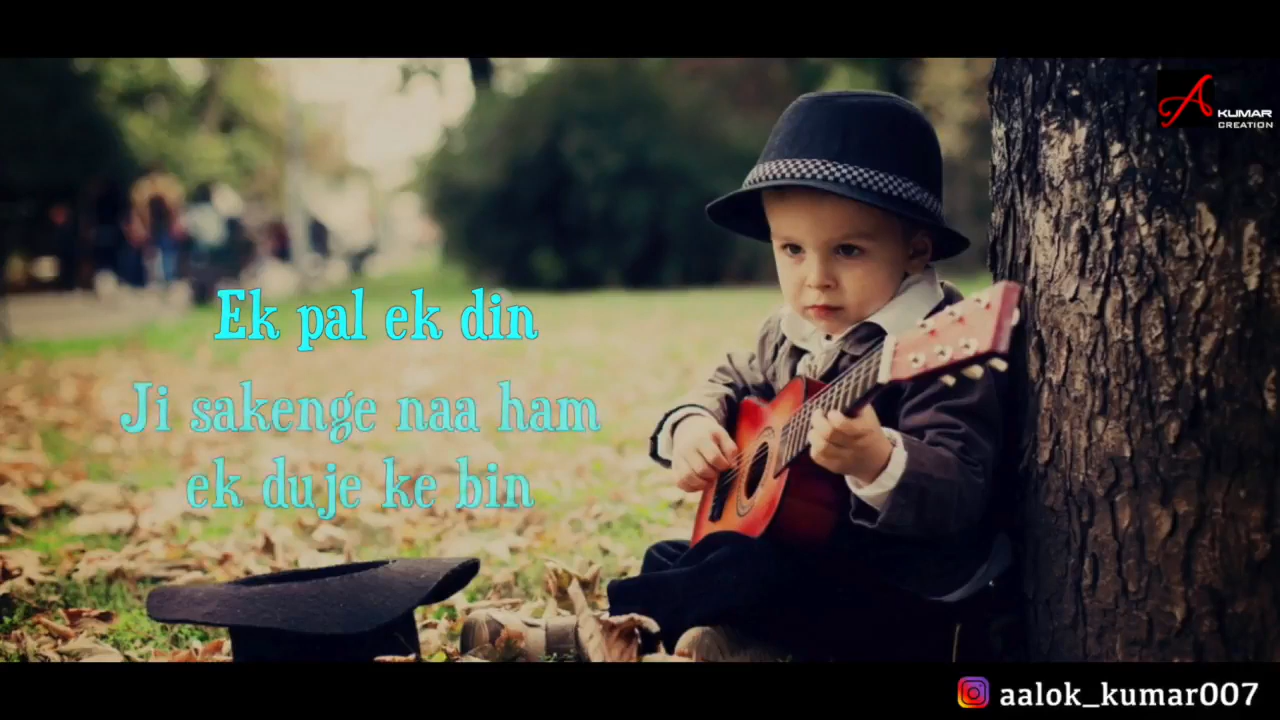 A KUMAR
CREATION
Ek pal ek din
Ji sakenge naa ham
ek duje ke bin
aalok_kumar007